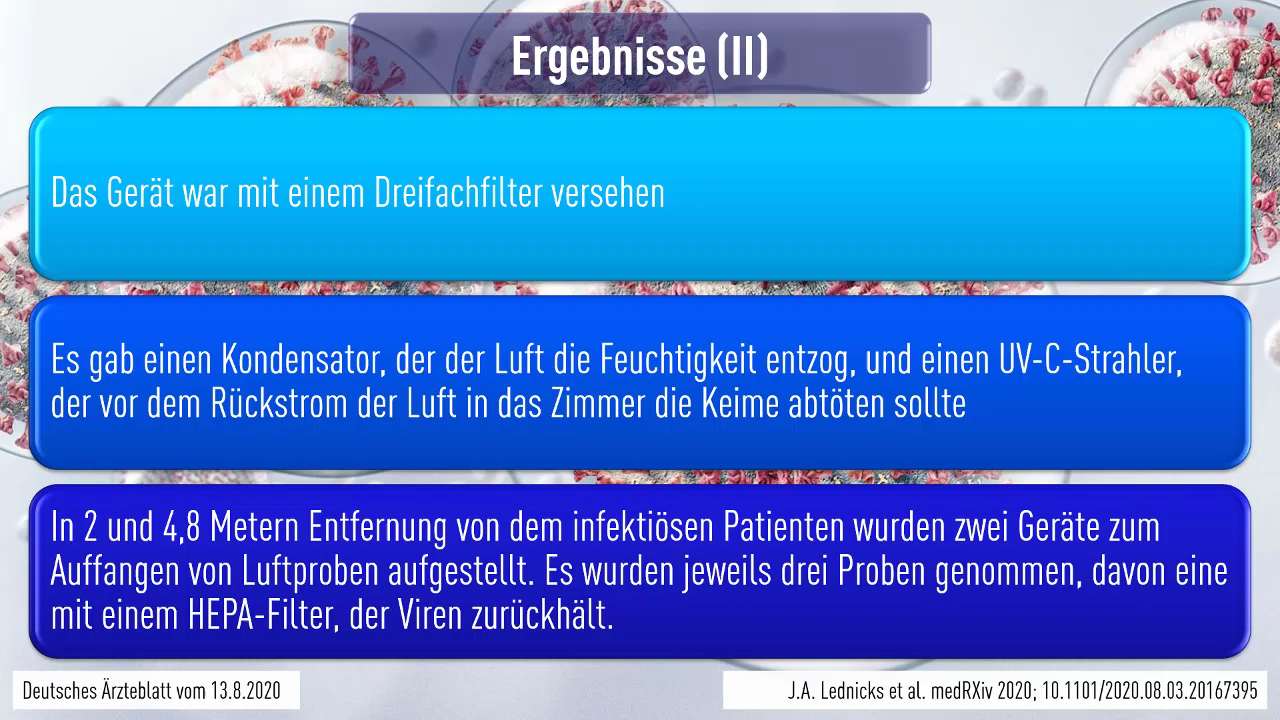 Ergebnisse (II)
Das Gerät war mit einem Dreifachfilter versehen
Es gab einen Kondensator, der der Luft die Feuchtigkeit entzog, und einen UV-C-Strahler,
der vor dem Rückstrom der Luft in das Zimmer die Keime abtöten sollte
In 2 und 4,8 Metern Entfernung von dem infektiösen Patienten wurden zwei Geräte zum
Auffangen von Luftproben aufgestellt. Es wurden jeweils drei Proben genommen, davon eine
mit einem HEPA-Filter, der Viren zurückhält.
Deutsches Ärzteblatt vom 13.8.2020
J.A. Lednicks et al. medRXiv 2020; 10.1101/2020.08.03.20167395